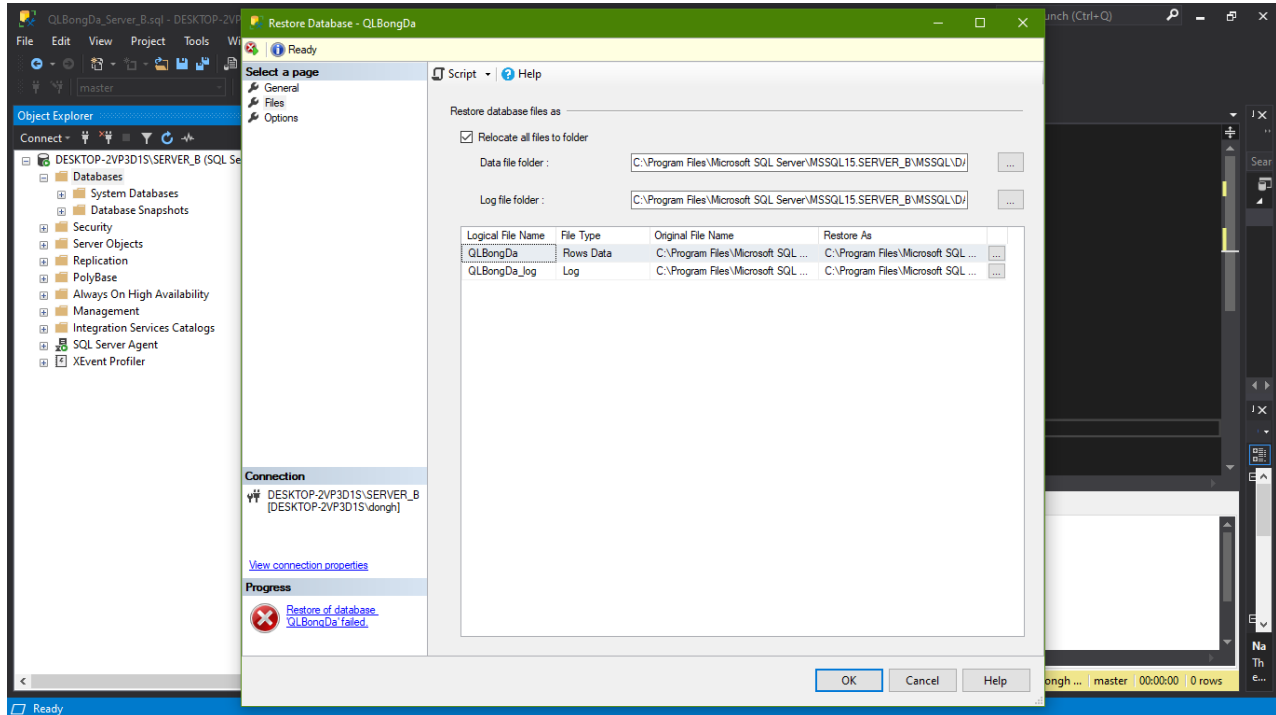 QLBongDa_Server_B.sql - DESKTOP-2VP
Restore Database - QLBongDa
unch (Ctrl+Q)
File Edit View Project Tools Wi
Ready
master
Select a page
General
Files
Options
Script Help
Object Explorer
Connect
DESKTOP-2VP3D1S\SERVER_B (SQL Se
Databases
System Databases
Database Snapshots
Security
Server Objects
Replication
PolyBase
Always On High Availability
Management
Integration Services Catalogs
SQL Server Agent
XEvent Profiler
Restore database files as
Relocate all files to folder
Data file folder : C:\Program Files\Microsoft SQL Server\MSSQL15.SERVER_B\MSSQL\D/ ...
Log file folder : C:\Program Files\Microsoft SQL Server\MSSQL15.SERVER_B\MSSQL\D/ ...
Logical File Name File Type Original File Name Restore As
QLBongDa Rows Data C:\Program Files\Microsoft SQL ... C:\Program Files\Microsoft SQL ... ...
QLBongDa_log Log C:\Program Files\Microsoft SQL ... C:\Program Files\Microsoft SQL ... ...
Connection
DESKTOP-2VP3D1S\SERVER_B
[DESKTOP-2VP3D1S\dongh]
View connection properties
Progress
Restore of database
'QLBongDa' failed.
OK Cancel Help
Sear
Na
Th
e...
ongh ... master 00:00:00 0 rows
Ready